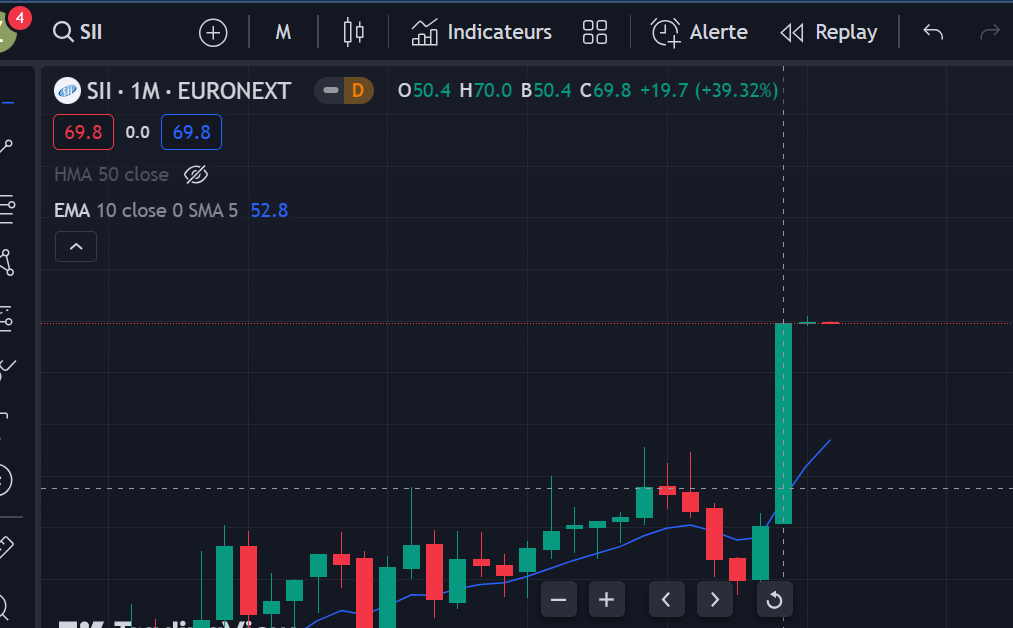 4
SII
M
Indicateurs
Alerte
Replay
SII · 1M · EURONEXT
D
O50.4 H70.0 B50.4 C69.8 +19.7 (+39.32%)
69.8 0.0 69.8
HMA 50 close
EMA 10 close 0 SMA 5 52.8